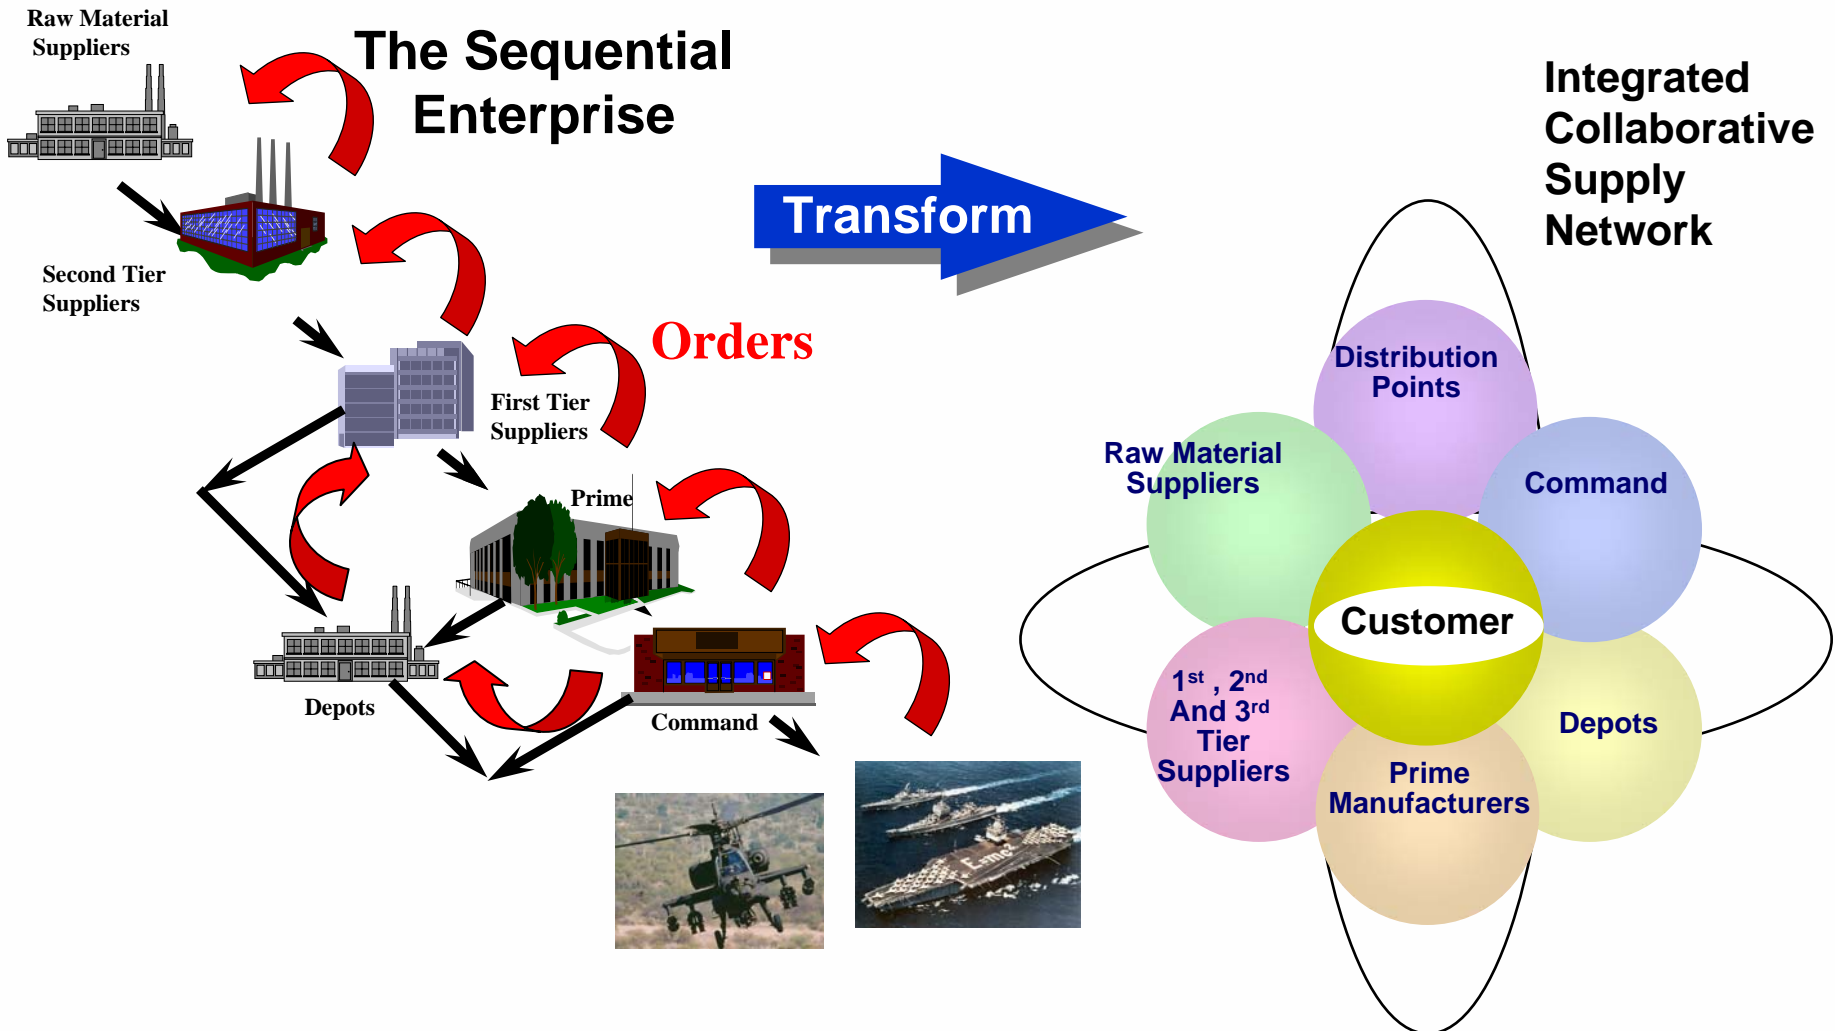 Raw Material
Suppliers
The Sequential
Enterprise
Second Tier
Suppliers
Orders
First Tier
Suppliers
Prime
Depots
Command
E=mc²
Transform
Integrated
Collaborative
Supply
Network
Distribution
Points
Raw Material
Suppliers
Command
Customer
1st , 2nd
And 3rd
Tier
Suppliers
Depots
Prime
Manufacturers